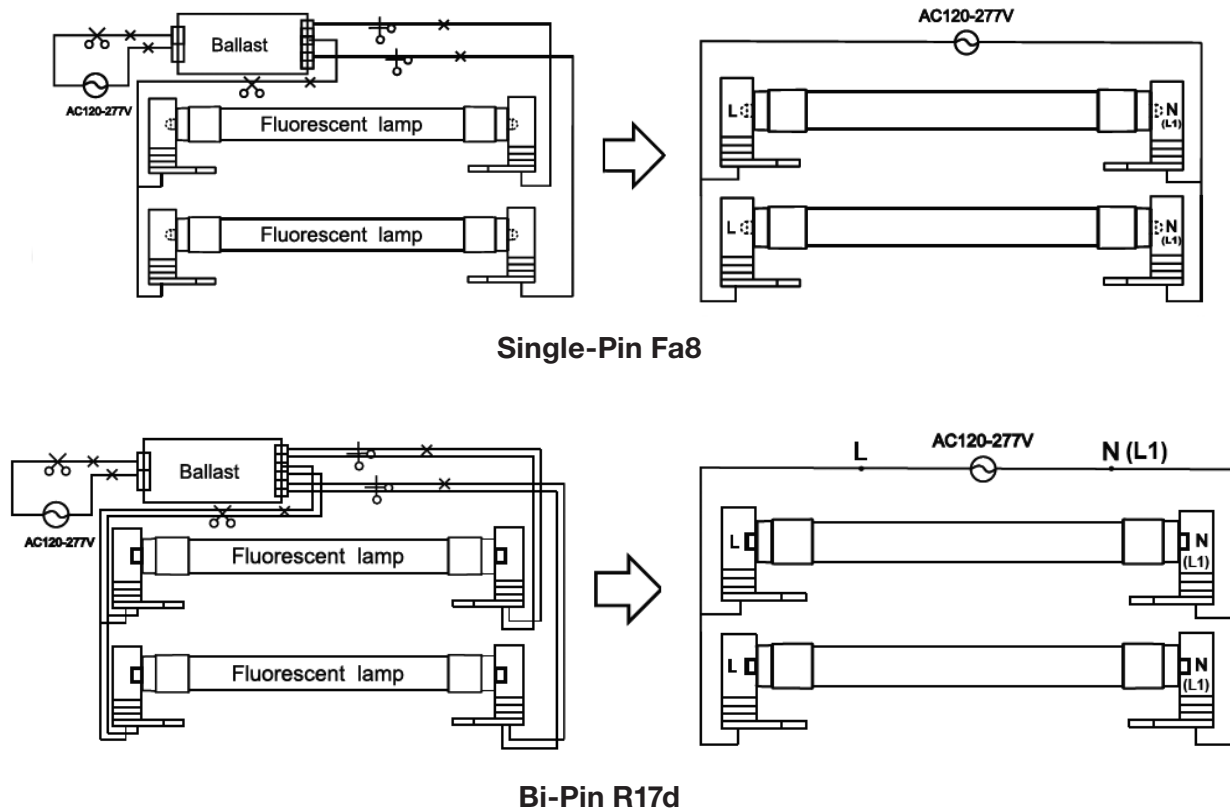 Ballast
AC120-277V
Fluorescent lamp
Fluorescent lamp
AC120-277V
L
N
(L1)
L
N
(L1)
Single-Pin Fa8
Ballast
AC120-277V
Fluorescent lamp
Fluorescent lamp
AC120-277V
L
N (L1)
L
N
(L1)
L
N
(L1)
Bi-Pin R17d